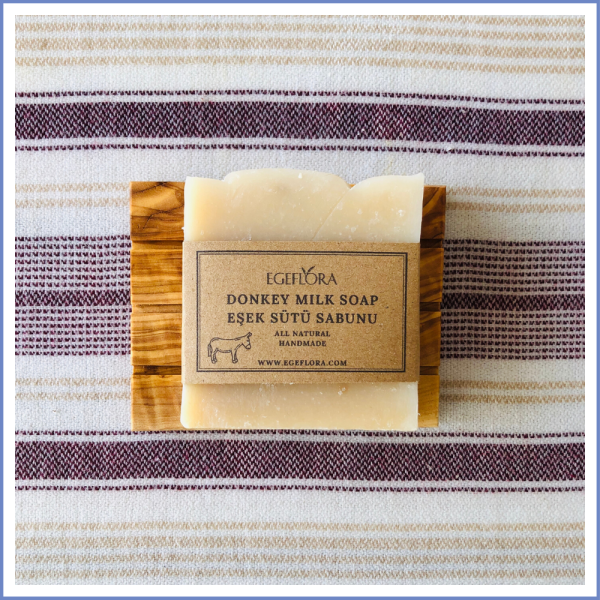 EGEFLORA
DONKEY MILK SOAP
EŞEK SÜTÜ SABUNU
ALL NATURAL
HANDMADE
WWW.EGEFLORA.COM